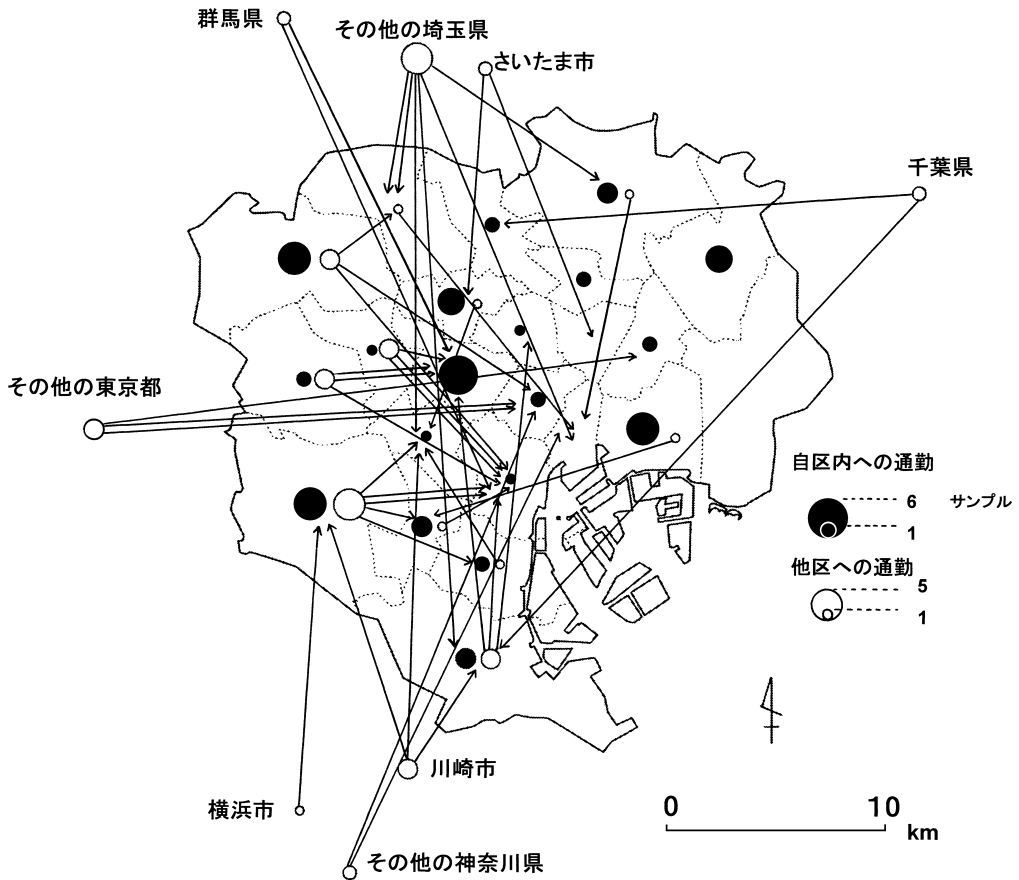 群馬県
その他の埼玉県
さいたま市
千葉県
その他の東京都
自区内への通勤
6 サンプル
1
他区への通勤
5
1
川崎市
横浜市
0 10
km
その他の神奈川県